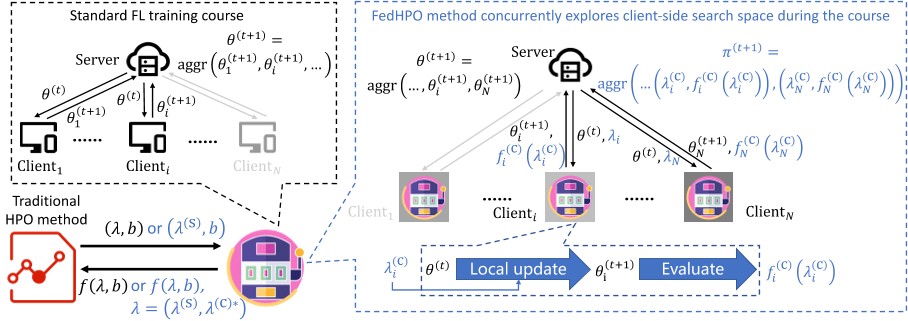 Standard FL training course
Server
θ^(t+1) =
aggr(θ_1^(t+1), θ_i^(t+1), …)
θ^(t)
θ_1^(t+1)
θ^(t)
θ_i^(t+1)
......
......
Client_1
Client_i
Client_N
Traditional
HPO method
(λ, b) or (λ^(S), b)
f(λ, b) or f(λ, b),
λ = (λ^(S), λ^(C)*)
FedHPO method concurrently explores client-side search space during the course
θ^(t+1) =
aggr(…, θ_i^(t+1), θ_N^(t+1))
Server
π^(t+1) =
aggr(… (λ_i^(C), f_i^(C)(λ_i^(C))), (λ_N^(C), f_N^(C)(λ_N^(C))))
θ_i^(t+1),
f_i^(C)(λ_i^(C))
θ^(t), λ_i
θ^(t), λ_N
θ_N^(t+1), f_N^(C)(λ_N^(C))
Client_1
......
Client_i
......
Client_N
λ_i^(C)
θ^(t)
Local update
θ_i^(t+1)
Evaluate
f_i^(C)(λ_i^(C))